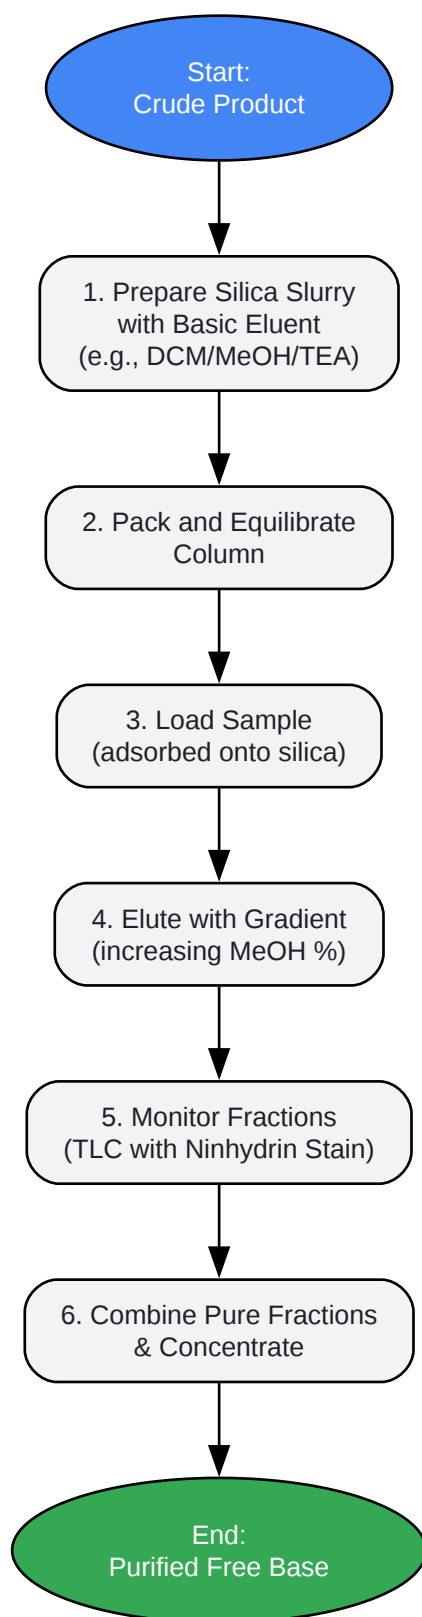 Start:
Crude Product
1. Prepare Silica Slurry
with Basic Eluent
(e.g., DCM/MeOH/TEA)
2. Pack and Equilibrate
Column
3. Load Sample
(adsorbed onto silica)
4. Elute with Gradient
(increasing MeOH %)
5. Monitor Fractions
(TLC with Ninhydrin Stain)
6. Combine Pure Fractions
& Concentrate
End:
Purified Free Base